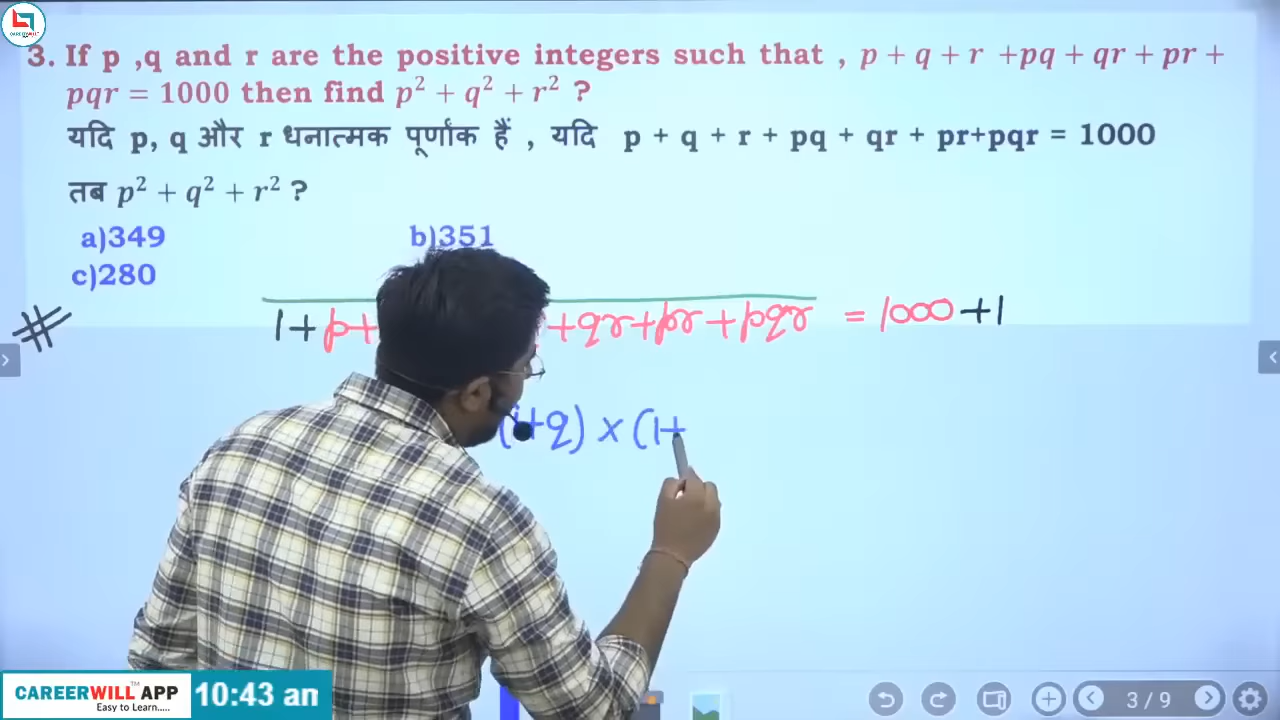 3. If p ,q and r are the positive integers such that , p + q + r +pq + qr + pr +
pqr = 1000 then find p² + q² + r² ?
यदि p, q और r धनात्मक पूर्णांक हैं , यदि p + q + r + pq + qr + pr+pqr = 1000
तब p² + q² + r² ?
a)349 b)351
c)280
1+p+ +qr+pr+pqr = 1000+1
(1+q) × (1+
CAREERWILL APP
Easy to Learn.....
10:43 an
3 / 9